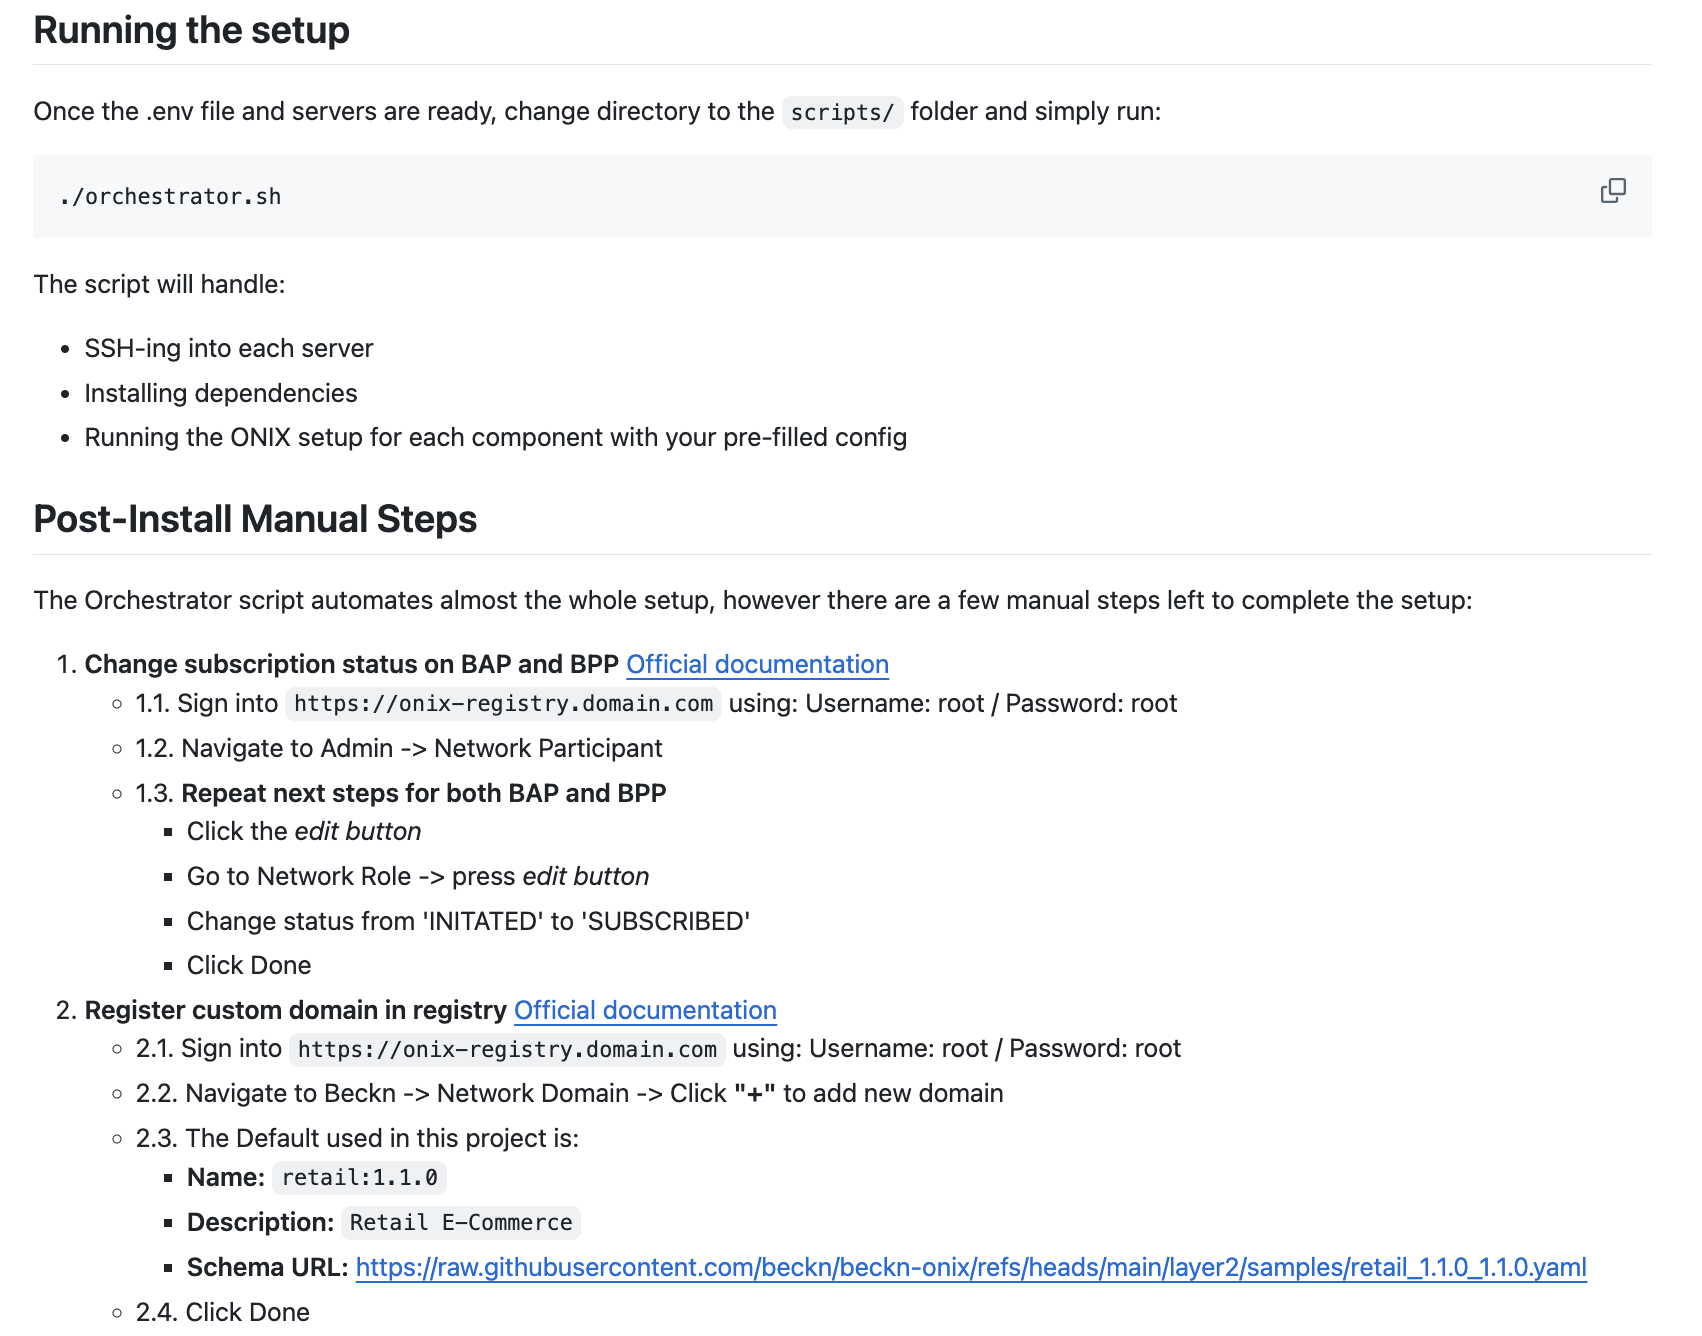 Running the setup
Once the .env file and servers are ready, change directory to the scripts/ folder and simply run:
./orchestrator.sh
The script will handle:
• SSH-ing into each server
• Installing dependencies
• Running the ONIX setup for each component with your pre-filled config
Post-Install Manual Steps
The Orchestrator script automates almost the whole setup, however there are a few manual steps left to complete the setup:
1. Change subscription status on BAP and BPP Official documentation
◦ 1.1. Sign into https://onix-registry.domain.com using: Username: root / Password: root
◦ 1.2. Navigate to Admin -> Network Participant
◦ 1.3. Repeat next steps for both BAP and BPP
▪ Click the edit button
▪ Go to Network Role -> press edit button
▪ Change status from 'INITATED' to 'SUBSCRIBED'
▪ Click Done
2. Register custom domain in registry Official documentation
◦ 2.1. Sign into https://onix-registry.domain.com using: Username: root / Password: root
◦ 2.2. Navigate to Beckn -> Network Domain -> Click "+" to add new domain
◦ 2.3. The Default used in this project is:
▪ Name: retail:1.1.0
▪ Description: Retail E-Commerce
▪ Schema URL: https://raw.githubusercontent.com/beckn/beckn-onix/refs/heads/main/layer2/samples/retail_1.1.0_1.1.0.yaml
◦ 2.4. Click Done